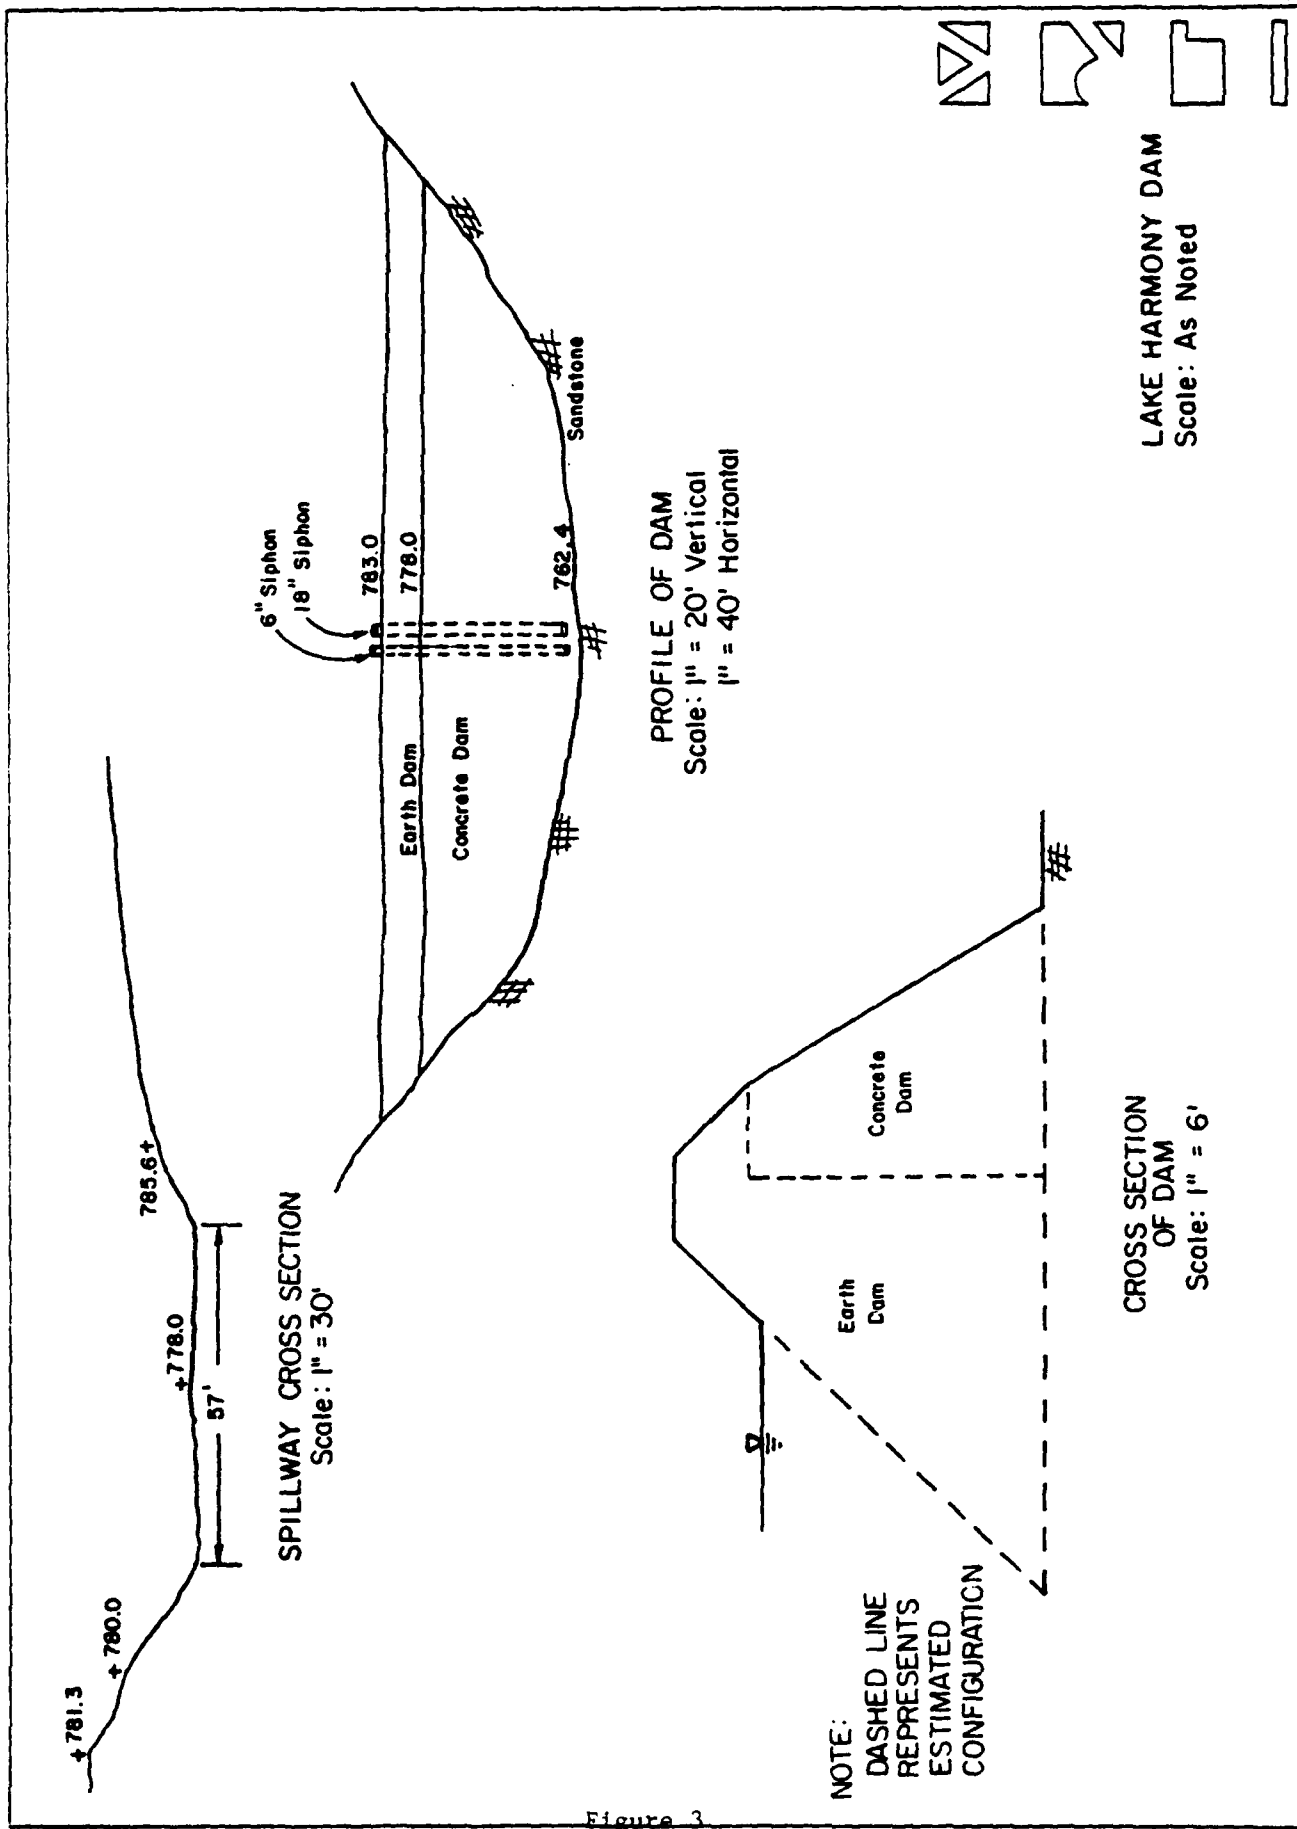 + 781.3
+ 780.0
+ 778.0
785.6 +
57'
SPILLWAY CROSS SECTION
Scale: 1" = 30'
6" Siphon
18" Siphon
783.0
778.0
762.4
Earth Dam
Concrete Dam
Sandstone
PROFILE OF DAM
Scale: 1" = 20' Vertical
1" = 40' Horizontal
NOTE:
DASHED LINE
REPRESENTS
ESTIMATED
CONFIGURATION
Earth
Dam
Concrete
Dam
CROSS SECTION
OF DAM
Scale: 1" = 6'
LAKE HARMONY DAM
Scale: As Noted
Figure 3